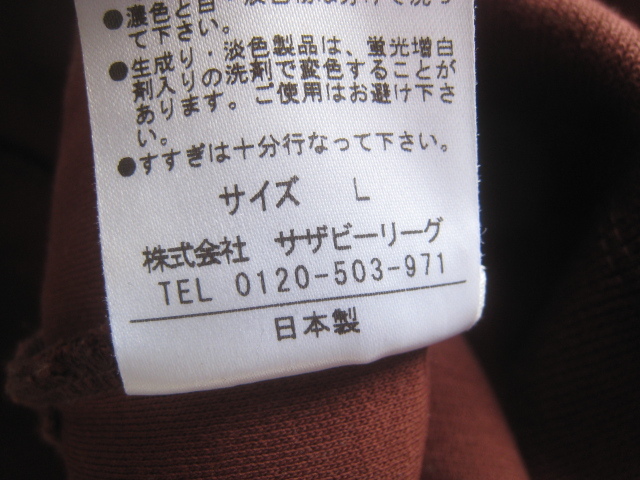 ●濃色と白
て下さい。
●生成り・淡色製品は、蛍光増白
剤入りの洗剤で変色することが
あります。ご使用はお避け下さ
い。
●すすぎは十分行なって下さい。
サイズ L
株式会社 サザビーリーグ
TEL 0120-503-971
日本製